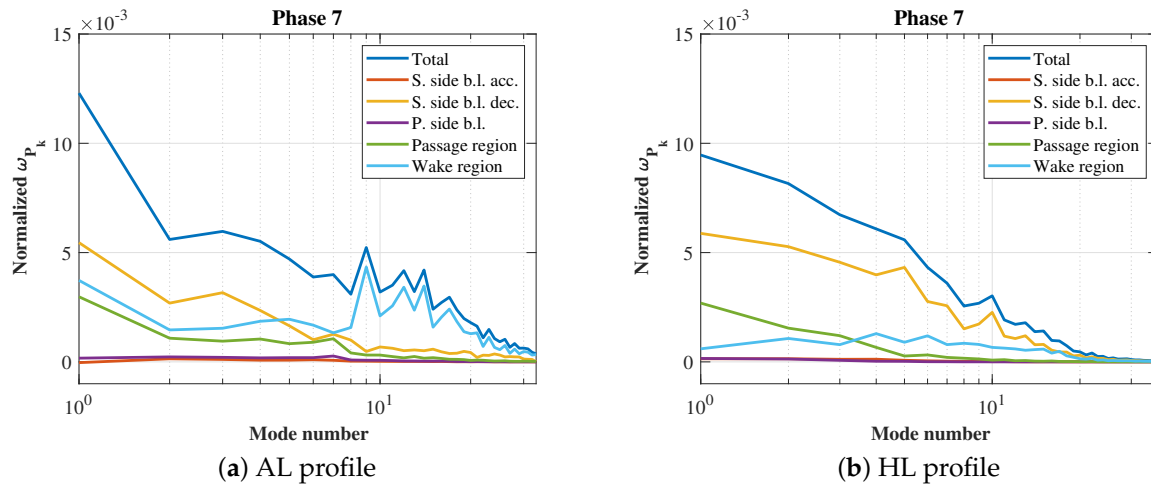 Phase 7
×10⁻³
15
10
5
0
Normalized ω_{P_k}
Total
S. side b.l. acc.
S. side b.l. dec.
P. side b.l.
Passage region
Wake region
10⁰
10¹
Mode number
(a) AL profile
Phase 7
×10⁻³
15
10
5
0
Normalized ω_{P_k}
Total
S. side b.l. acc.
S. side b.l. dec.
P. side b.l.
Passage region
Wake region
10⁰
10¹
Mode number
(b) HL profile